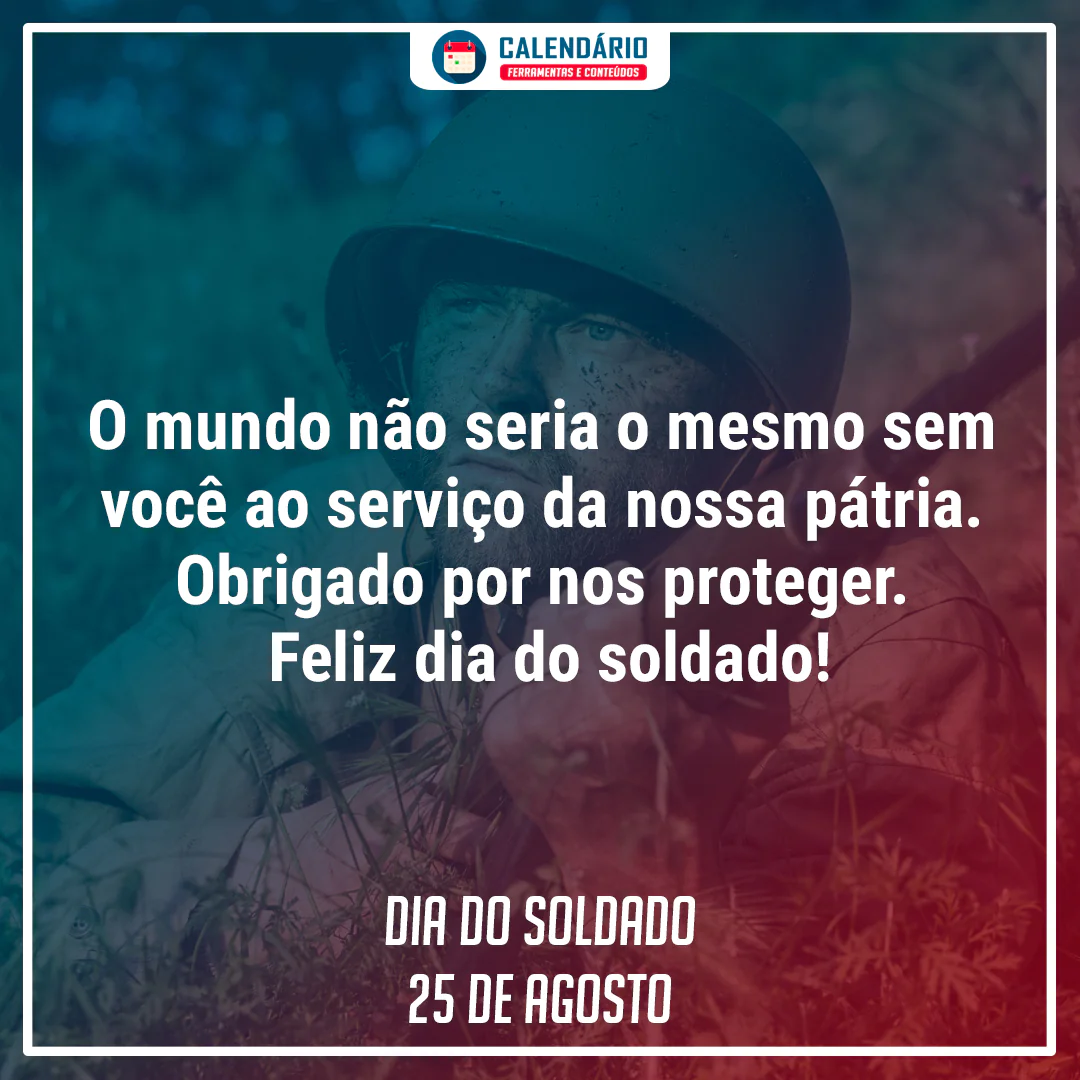 CALENDÁRIO
FERRAMENTAS E CONTEÚDOS
O mundo não seria o mesmo sem
você ao serviço da nossa pátria.
Obrigado por nos proteger.
Feliz dia do soldado!
DIA DO SOLDADO
25 DE AGOSTO